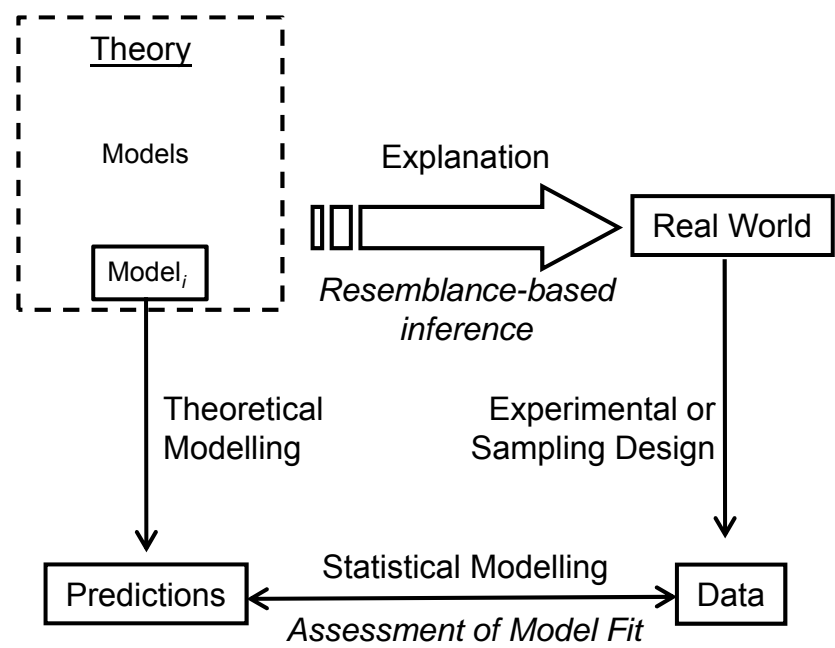 Theory
Models
Model_i
Explanation
Resemblance-based
inference
Real World
Theoretical
Modelling
Experimental or
Sampling Design
Predictions
Statistical Modelling
Assessment of Model Fit
Data